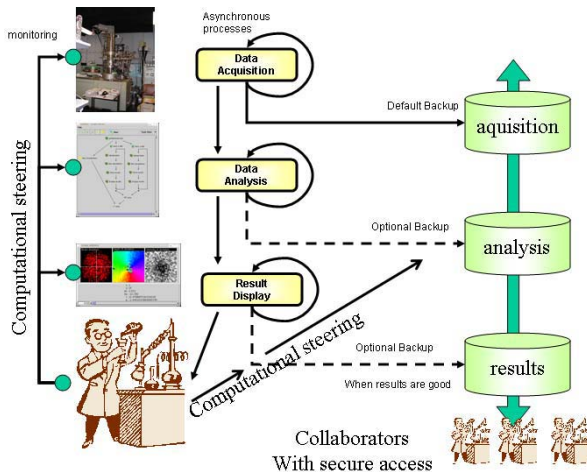 monitoring
Asynchronous
processes
Data
Acquisition
Default Backup
aquisition
Computational steering
Data
Analysis
Optional Backup
analysis
Result
Display
Computational steering
Optional Backup
When results are good
results
Collaborators
With secure access